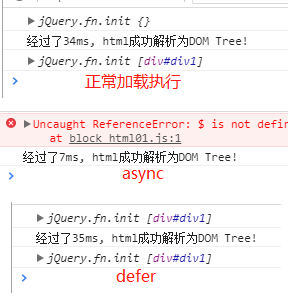 ▶ jQuery.fn.init {}
经过了34ms, html成功解析为DOM Tree!
▶ jQuery.fn.init [div#div1]
>
正常加载执行
▶ Uncaught ReferenceError: $ is not defin
at block html01.js:1
经过了7ms, html成功解析为DOM Tree!
>
async
▶ jQuery.fn.init [div#div1]
经过了35ms, html成功解析为DOM Tree!
▶ jQuery.fn.init [div#div1]
>
defer